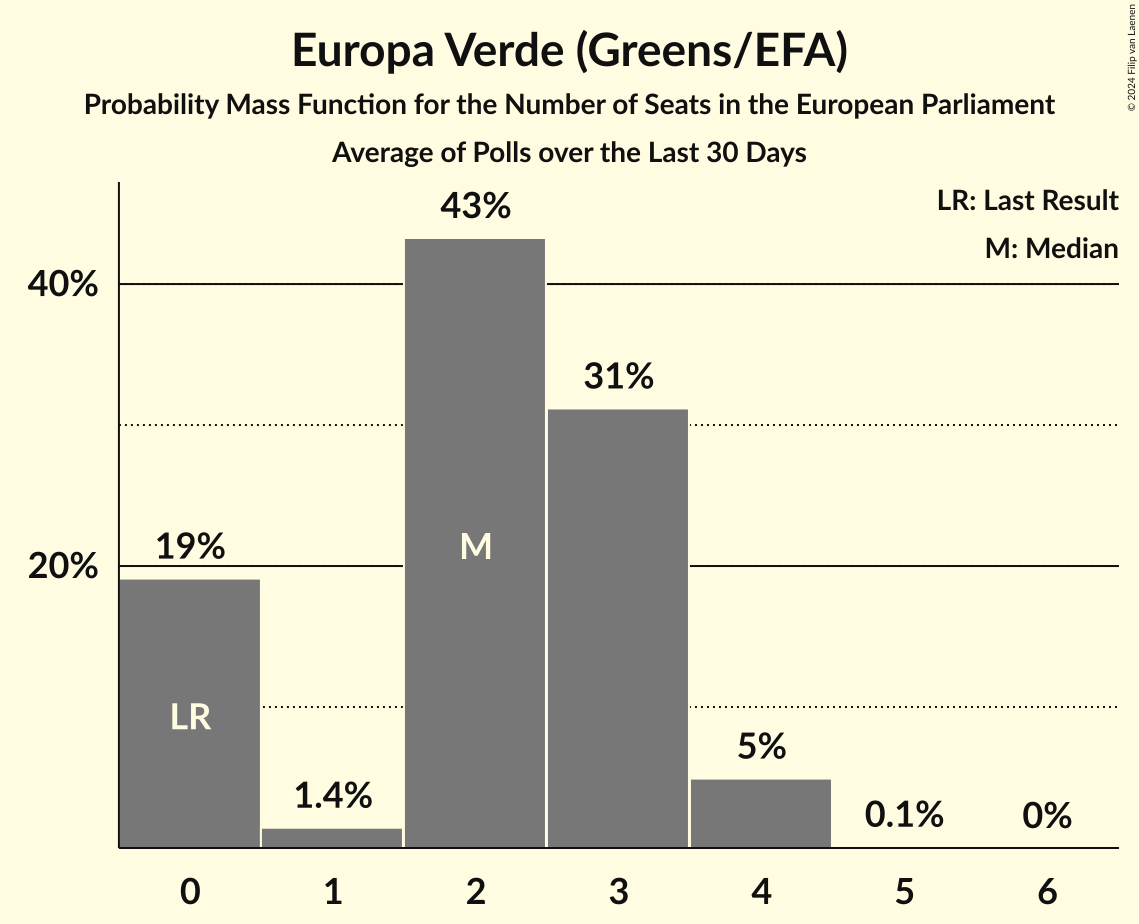 Europa Verde (Greens/EFA)
Probability Mass Function for the Number of Seats in the European Parliament
Average of Polls over the Last 30 Days
© 2024 Filip van Laenen
LR: Last Result
M: Median
43%
40%
31%
19%
20%
M
LR
5%
1.4%
0.1%
0%
0 1 2 3 4 5 6